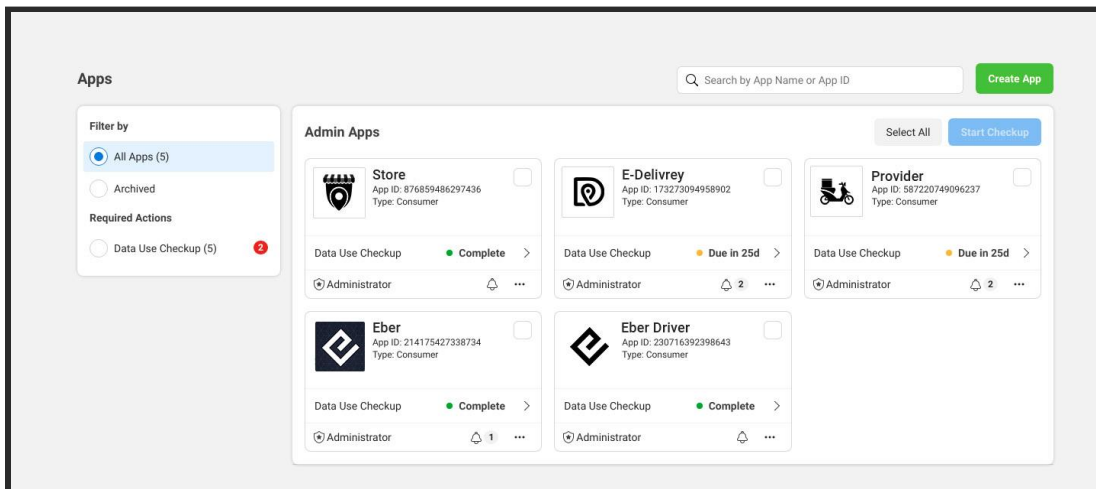 Apps
Search by App Name or App ID
Create App
Filter by
All Apps (5)
Archived
Required Actions
Data Use Checkup (5)
2
Admin Apps
Select All
Start Checkup
Store
App ID: 876859486297436
Type: Consumer
Data Use Checkup
Complete
Administrator
E-Delivrey
App ID: 173273094958902
Type: Consumer
Data Use Checkup
Due in 25d
Administrator
2
Provider
App ID: 587220749096237
Type: Consumer
Data Use Checkup
Due in 25d
Administrator
2
Eber
App ID: 214175427338734
Type: Consumer
Data Use Checkup
Complete
Administrator
1
Eber Driver
App ID: 230716392398643
Type: Consumer
Data Use Checkup
Complete
Administrator